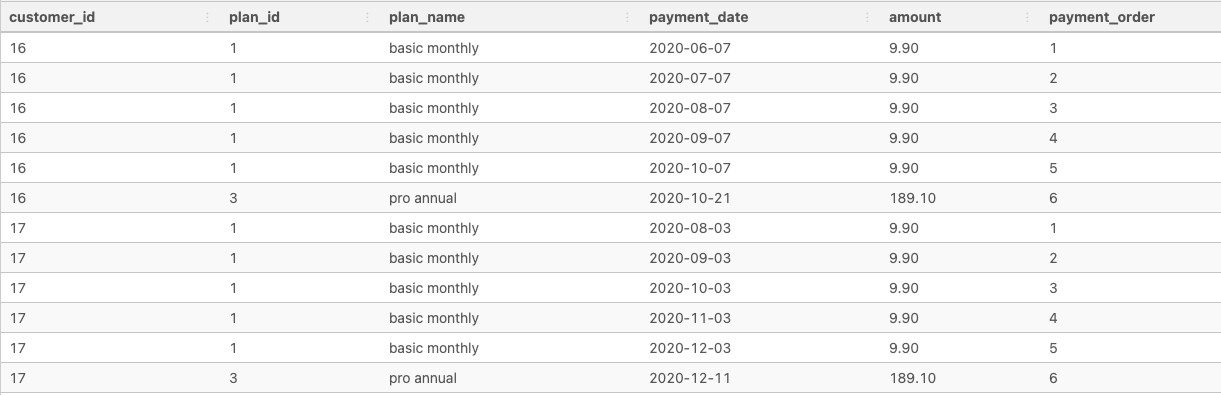 customer_id plan_id plan_name payment_date amount payment_order
16 1 basic monthly 2020-06-07 9.90 1
16 1 basic monthly 2020-07-07 9.90 2
16 1 basic monthly 2020-08-07 9.90 3
16 1 basic monthly 2020-09-07 9.90 4
16 1 basic monthly 2020-10-07 9.90 5
16 3 pro annual 2020-10-21 189.10 6
17 1 basic monthly 2020-08-03 9.90 1
17 1 basic monthly 2020-09-03 9.90 2
17 1 basic monthly 2020-10-03 9.90 3
17 1 basic monthly 2020-11-03 9.90 4
17 1 basic monthly 2020-12-03 9.90 5
17 3 pro annual 2020-12-11 189.10 6